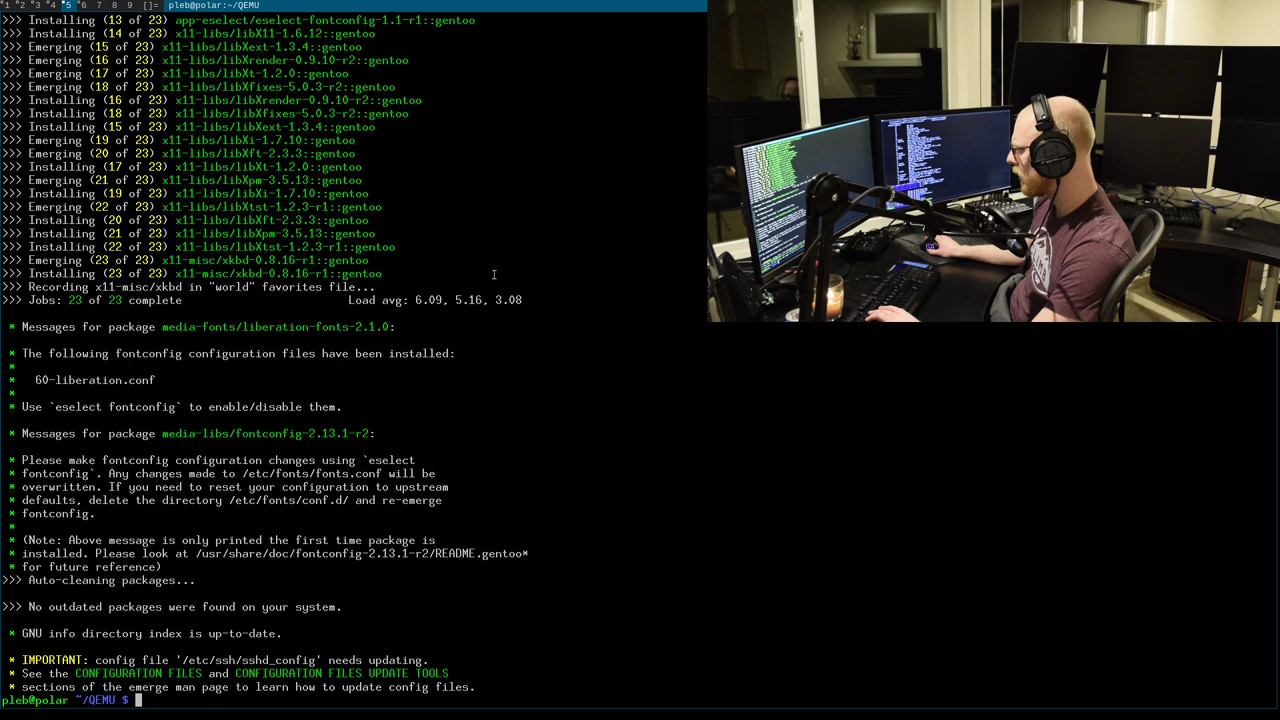 1 2 3 4 5 6 7 8 9 []= pleb@polar:~/QEMU
>>> Installing (13 of 23) app-eselect/eselect-fontconfig-1.1-r1::gentoo
>>> Installing (14 of 23) x11-libs/libX11-1.6.12::gentoo
>>> Emerging (15 of 23) x11-libs/libXext-1.3.4::gentoo
>>> Emerging (16 of 23) x11-libs/libXrender-0.9.10-r2::gentoo
>>> Emerging (17 of 23) x11-libs/libXt-1.2.0::gentoo
>>> Emerging (18 of 23) x11-libs/libXfixes-5.0.3-r2::gentoo
>>> Installing (16 of 23) x11-libs/libXrender-0.9.10-r2::gentoo
>>> Installing (18 of 23) x11-libs/libXfixes-5.0.3-r2::gentoo
>>> Installing (15 of 23) x11-libs/libXext-1.3.4::gentoo
>>> Emerging (19 of 23) x11-libs/libXi-1.7.10::gentoo
>>> Emerging (20 of 23) x11-libs/libXft-2.3.3::gentoo
>>> Installing (17 of 23) x11-libs/libXt-1.2.0::gentoo
>>> Emerging (21 of 23) x11-libs/libXpm-3.5.13::gentoo
>>> Installing (19 of 23) x11-libs/libXi-1.7.10::gentoo
>>> Emerging (22 of 23) x11-libs/libXtst-1.2.3-r1::gentoo
>>> Installing (20 of 23) x11-libs/libXft-2.3.3::gentoo
>>> Installing (21 of 23) x11-libs/libXpm-3.5.13::gentoo
>>> Installing (22 of 23) x11-libs/libXtst-1.2.3-r1::gentoo
>>> Emerging (23 of 23) x11-misc/xkbd-0.8.16-r1::gentoo
>>> Installing (23 of 23) x11-misc/xkbd-0.8.16-r1::gentoo
>>> Recording x11-misc/xkbd in "world" favorites file...
>>> Jobs: 23 of 23 complete Load avg: 6.09, 5.16, 3.08
* Messages for package media-fonts/liberation-fonts-2.1.0:
* The following fontconfig configuration files have been installed:
*
* 60-liberation.conf
*
* Use `eselect fontconfig` to enable/disable them.
* Messages for package media-libs/fontconfig-2.13.1-r2:
* Please make fontconfig configuration changes using `eselect
* fontconfig`. Any changes made to /etc/fonts/fonts.conf will be
* overwritten. If you need to reset your configuration to upstream
* defaults, delete the directory /etc/fonts/conf.d/ and re-emerge
* fontconfig.
*
* (Note: Above message is only printed the first time package is
* installed. Please look at /usr/share/doc/fontconfig-2.13.1-r2/README.gentoo*
* for future reference)
>>> Auto-cleaning packages...
>>> No outdated packages were found on your system.
* GNU info directory index is up-to-date.
* IMPORTANT: config file '/etc/ssh/sshd_config' needs updating.
* See the CONFIGURATION FILES and CONFIGURATION FILES UPDATE TOOLS
* sections of the emerge man page to learn how to update config files.
pleb@polar ~/QEMU $